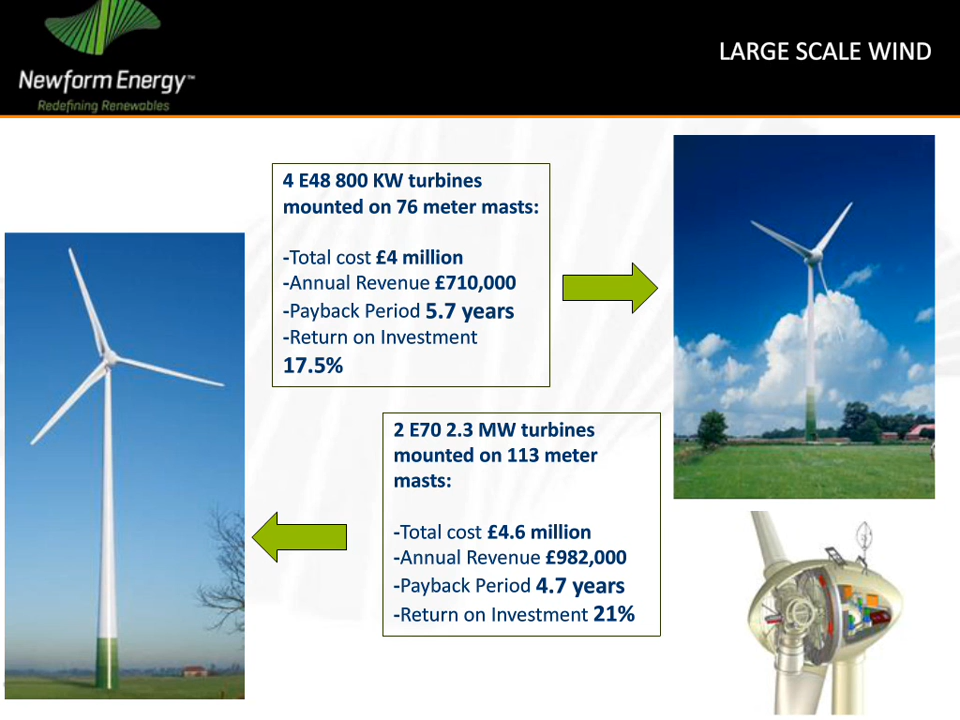 Newform Energy™
Redefining Renewables
LARGE SCALE WIND
4 E48 800 KW turbines
mounted on 76 meter masts:
-Total cost £4 million
-Annual Revenue £710,000
-Payback Period 5.7 years
-Return on Investment
17.5%
2 E70 2.3 MW turbines
mounted on 113 meter
masts:
-Total cost £4.6 million
-Annual Revenue £982,000
-Payback Period 4.7 years
-Return on Investment 21%